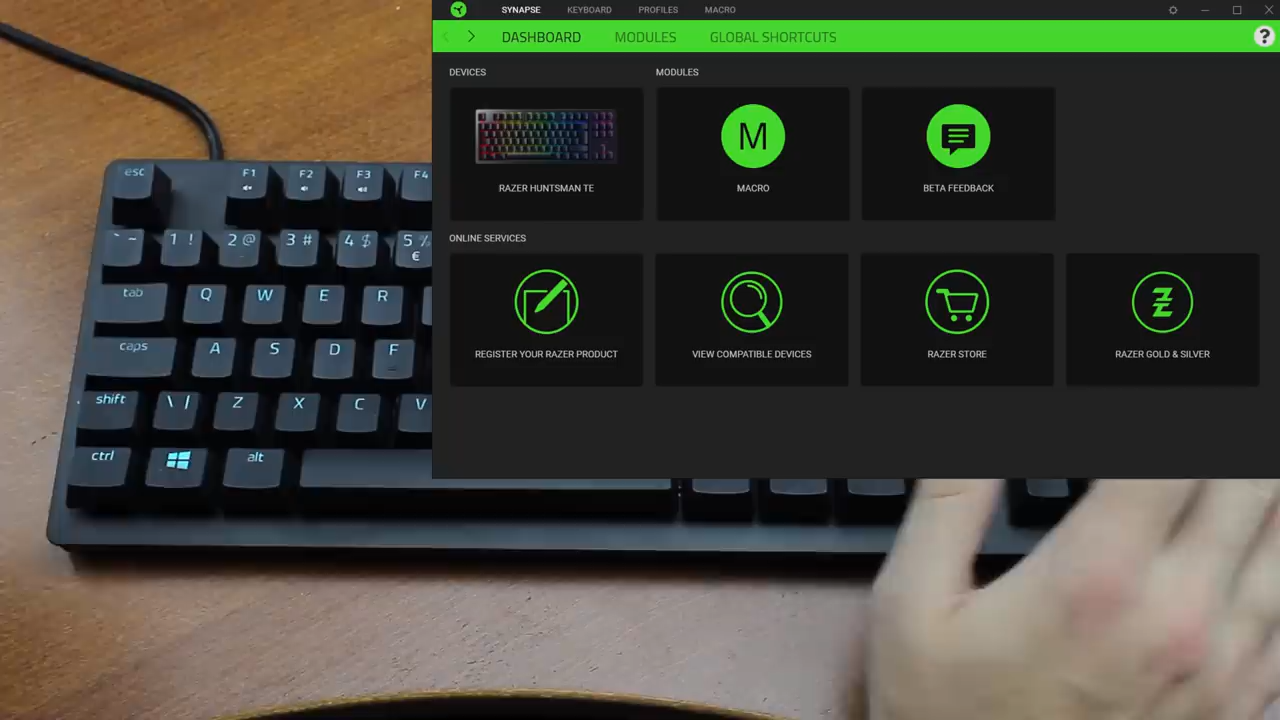 SYNAPSE KEYBOARD PROFILES MACRO
DASHBOARD MODULES GLOBAL SHORTCUTS
?
DEVICES MODULES
M
RAZER HUNTSMAN TE MACRO BETA FEEDBACK
ONLINE SERVICES
REGISTER YOUR RAZER PRODUCT VIEW COMPATIBLE DEVICES RAZER STORE RAZER GOLD & SILVER
esc F1 F2 F3 F4
` ~ 1 ! 2 @ 3 # 4 $ 5 %
€
tab Q W E R
caps A S D F
shift \ | Z X C V
ctrl alt